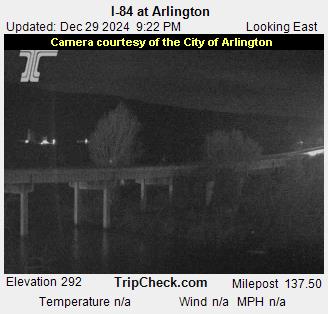 I-84 at Arlington
Updated: Dec 29 2024 9:22 PM Looking East
Camera courtesy of the City of Arlington
Elevation 292 TripCheck.com Milepost 137.50
Temperature n/a Wind n/a MPH n/a